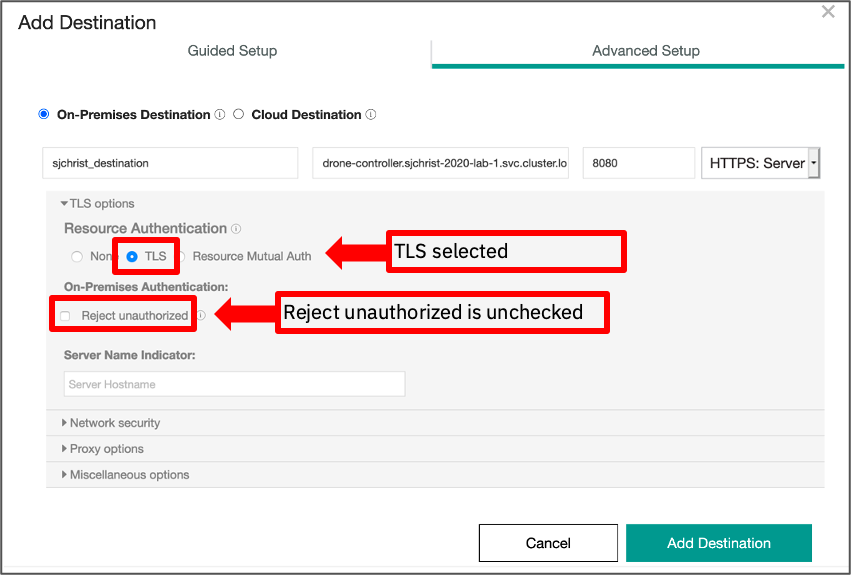 Add Destination
Guided Setup
Advanced Setup
On-Premises Destination
Cloud Destination
sjchrist_destination
drone-controller.sjchrist-2020-lab-1.svc.cluster.lo
8080
HTTPS: Server
TLS options
Resource Authentication
Non
TLS
Resource Mutual Auth
TLS selected
On-Premises Authentication:
Reject unauthorized
Reject unauthorized is unchecked
Server Name Indicator:
Server Hostname
Network security
Proxy options
Miscellaneous options
Cancel
Add Destination